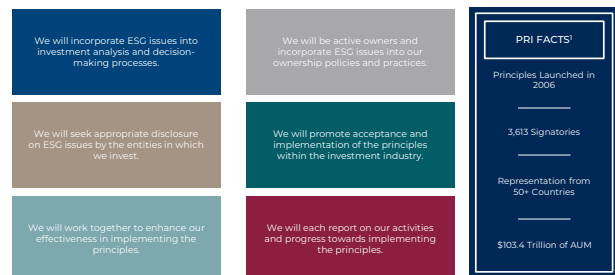 We will incorporate ESG issues into
investment analysis and decision-
making processes.
We will be active owners and
incorporate ESG issues into our
ownership policies and practices.
We will seek appropriate disclosure
on ESG issues by the entities in which
we invest.
We will promote acceptance and
implementation of the principles
within the investment industry.
We will work together to enhance our
effectiveness in implementing the
principles.
We will each report on our activities
and progress towards implementing
the principles.
PRI FACTS¹
Principles Launched in
2006
3,613 Signatories
Representation from
50+ Countries
$103.4 Trillion of AUM